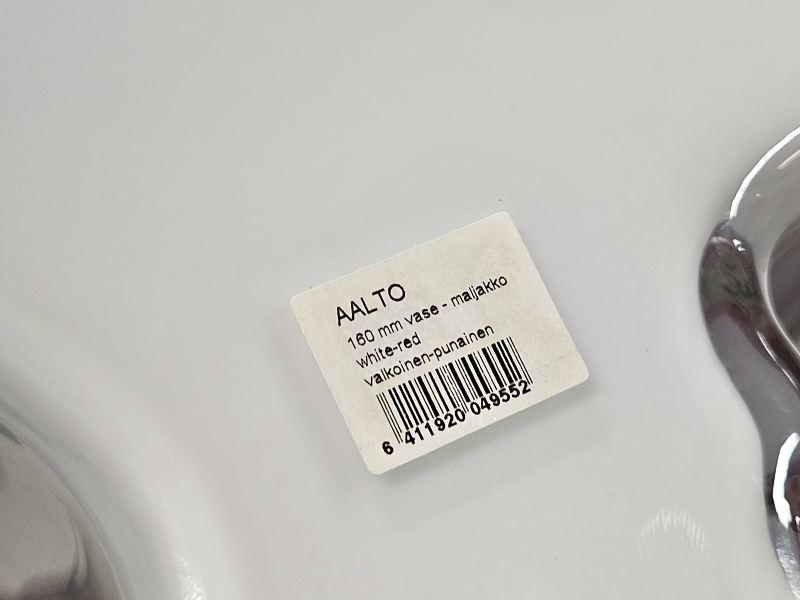 AALTO
160 mm vase - maljakko
white-red
valkoinen-punainen
6 411920 049552